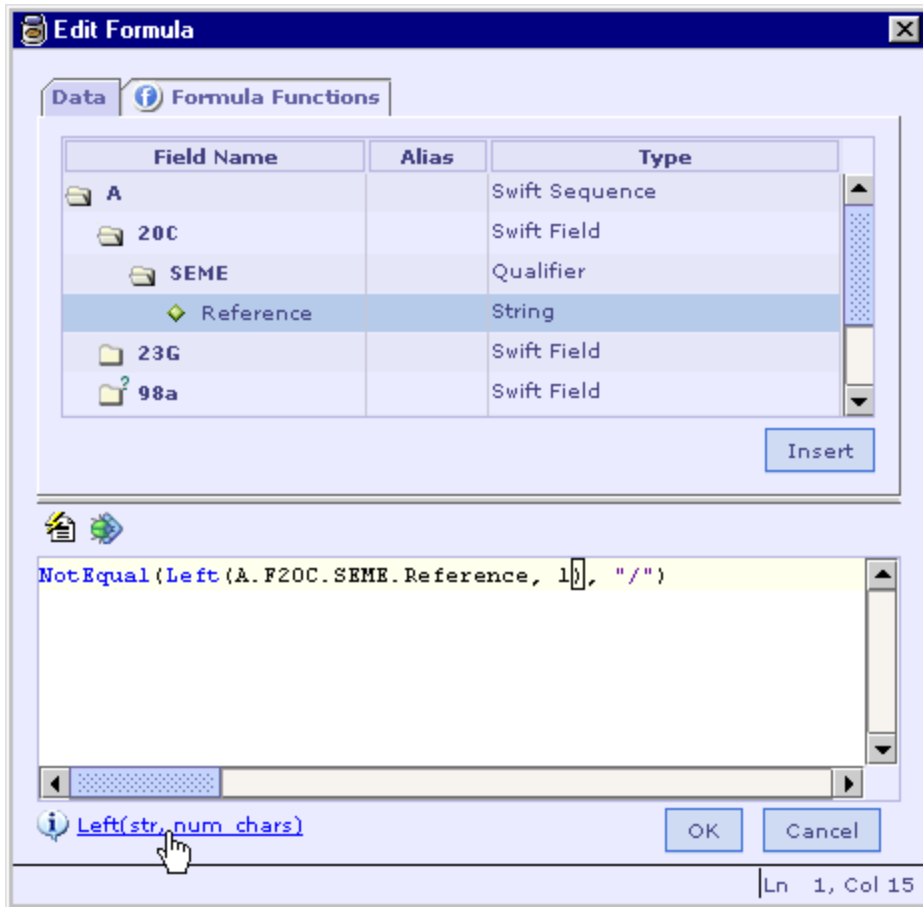 Edit Formula
Data Formula Functions
Field Name Alias Type
A Swift Sequence
20C Swift Field
SEME Qualifier
Reference String
23G Swift Field
98a Swift Field
Insert
NotEqual(Left(A.F20C.SEME.Reference, 1), "/")
Left(str, num_chars)
OK Cancel
Ln 1, Col 15